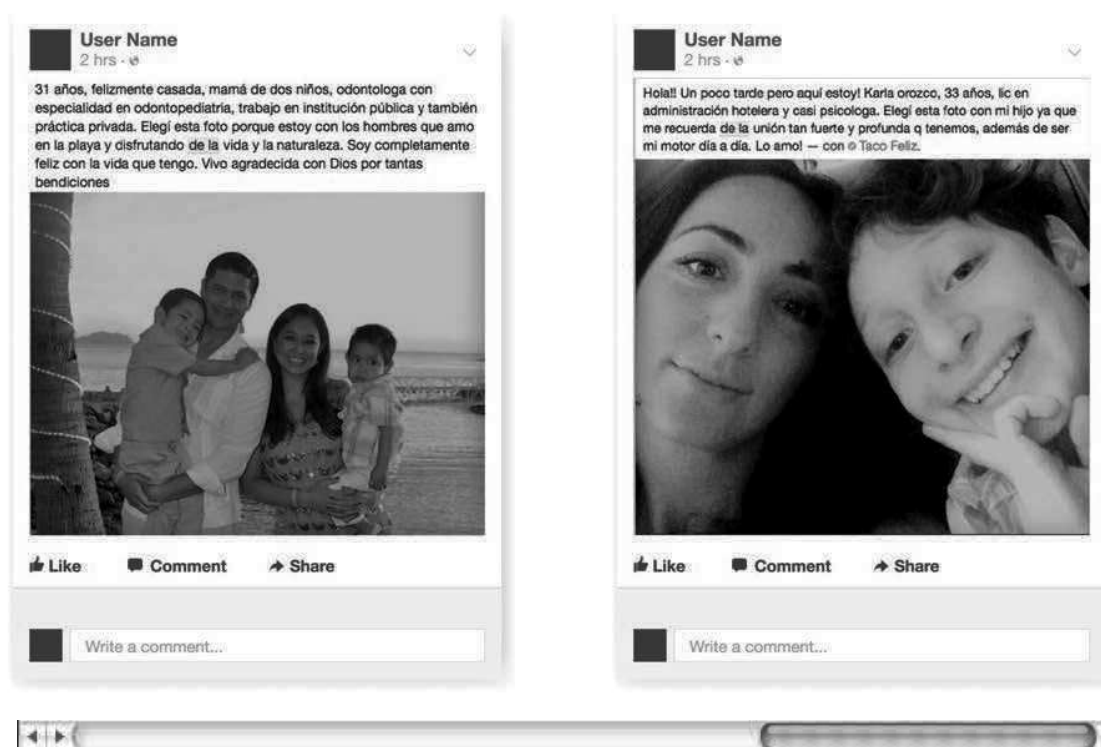 User Name
2 hrs ·
31 años, felizmente casada, mamá de dos niños, odontologa con
especialidad en odontopediatria, trabajo en institución pública y también
práctica privada. Elegí esta foto porque estoy con los hombres que amo
en la playa y disfrutando de la vida y la naturaleza. Soy completamente
feliz con la vida que tengo. Vivo agradecida con Dios por tantas
bendiciones
Like Comment Share
Write a comment...
User Name
2 hrs ·
Hola!! Un poco tarde pero aquí estoy! Karla orozco, 33 años, lic en
administración hotelera y casi psicologa. Elegí esta foto con mi hijo ya que
me recuerda de la unión tan fuerte y profunda q tenemos, además de ser
mi motor día a día. Lo amo! — con Taco Feliz.
Like Comment Share
Write a comment...